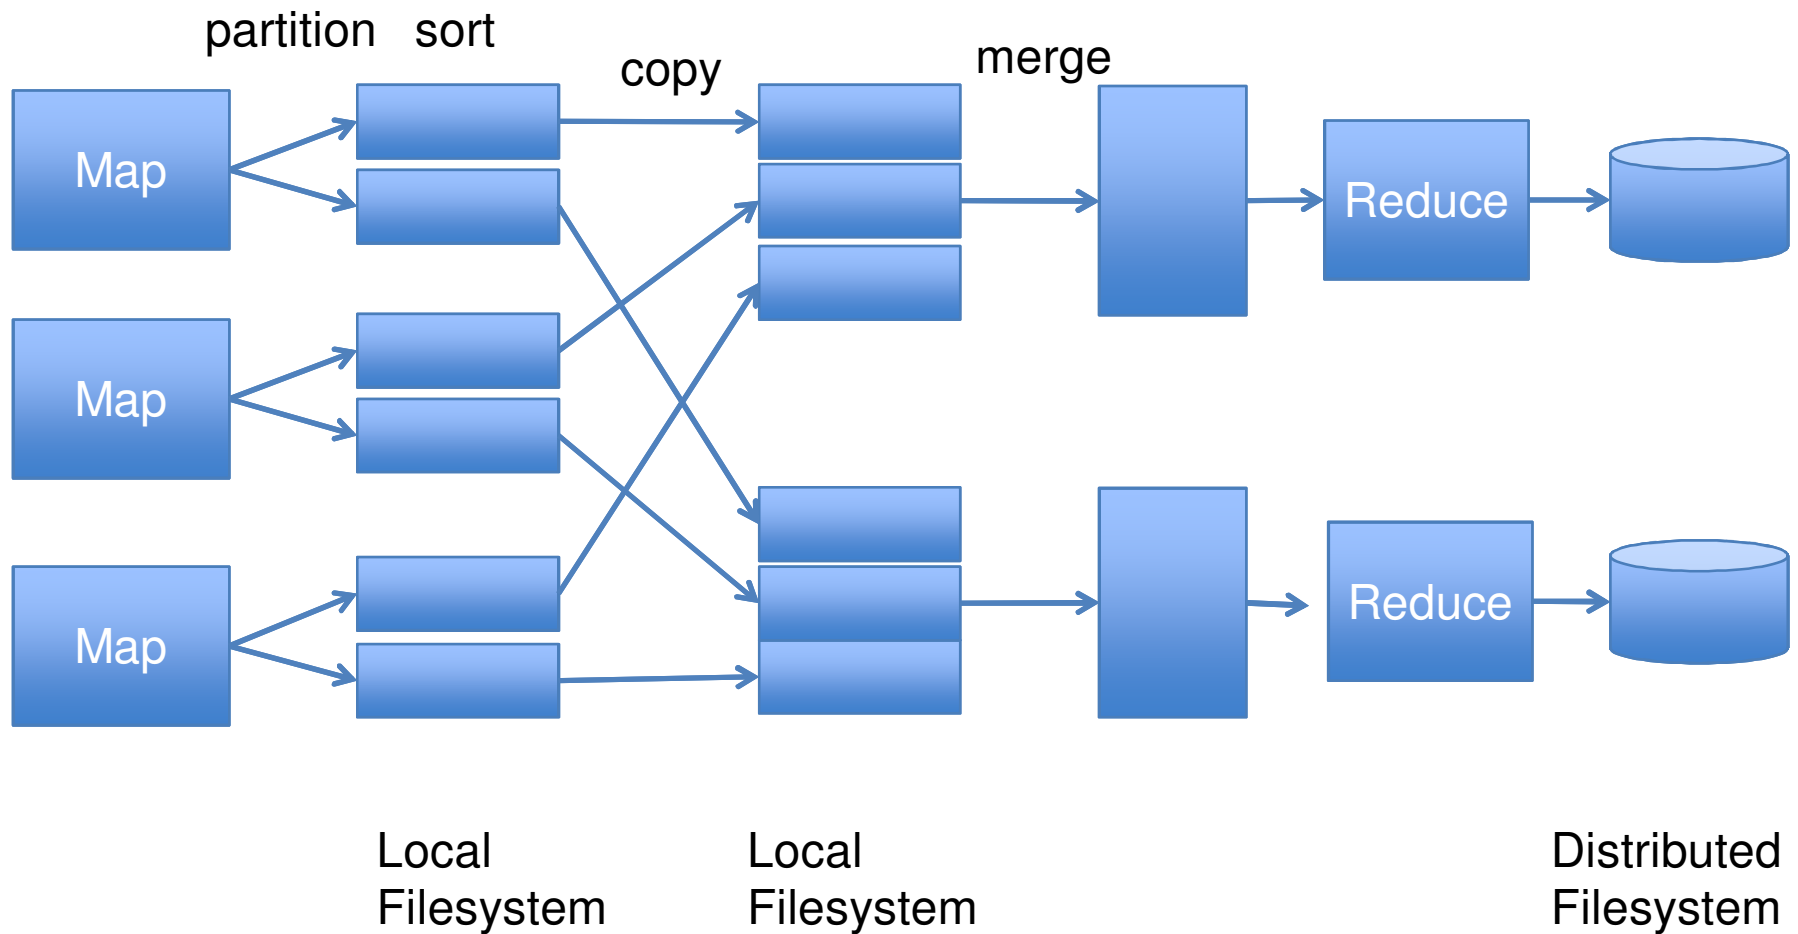 partition sort
copy
merge
Map
Reduce
Map
Reduce
Map
Local
Filesystem
Local
Filesystem
Distributed
Filesystem